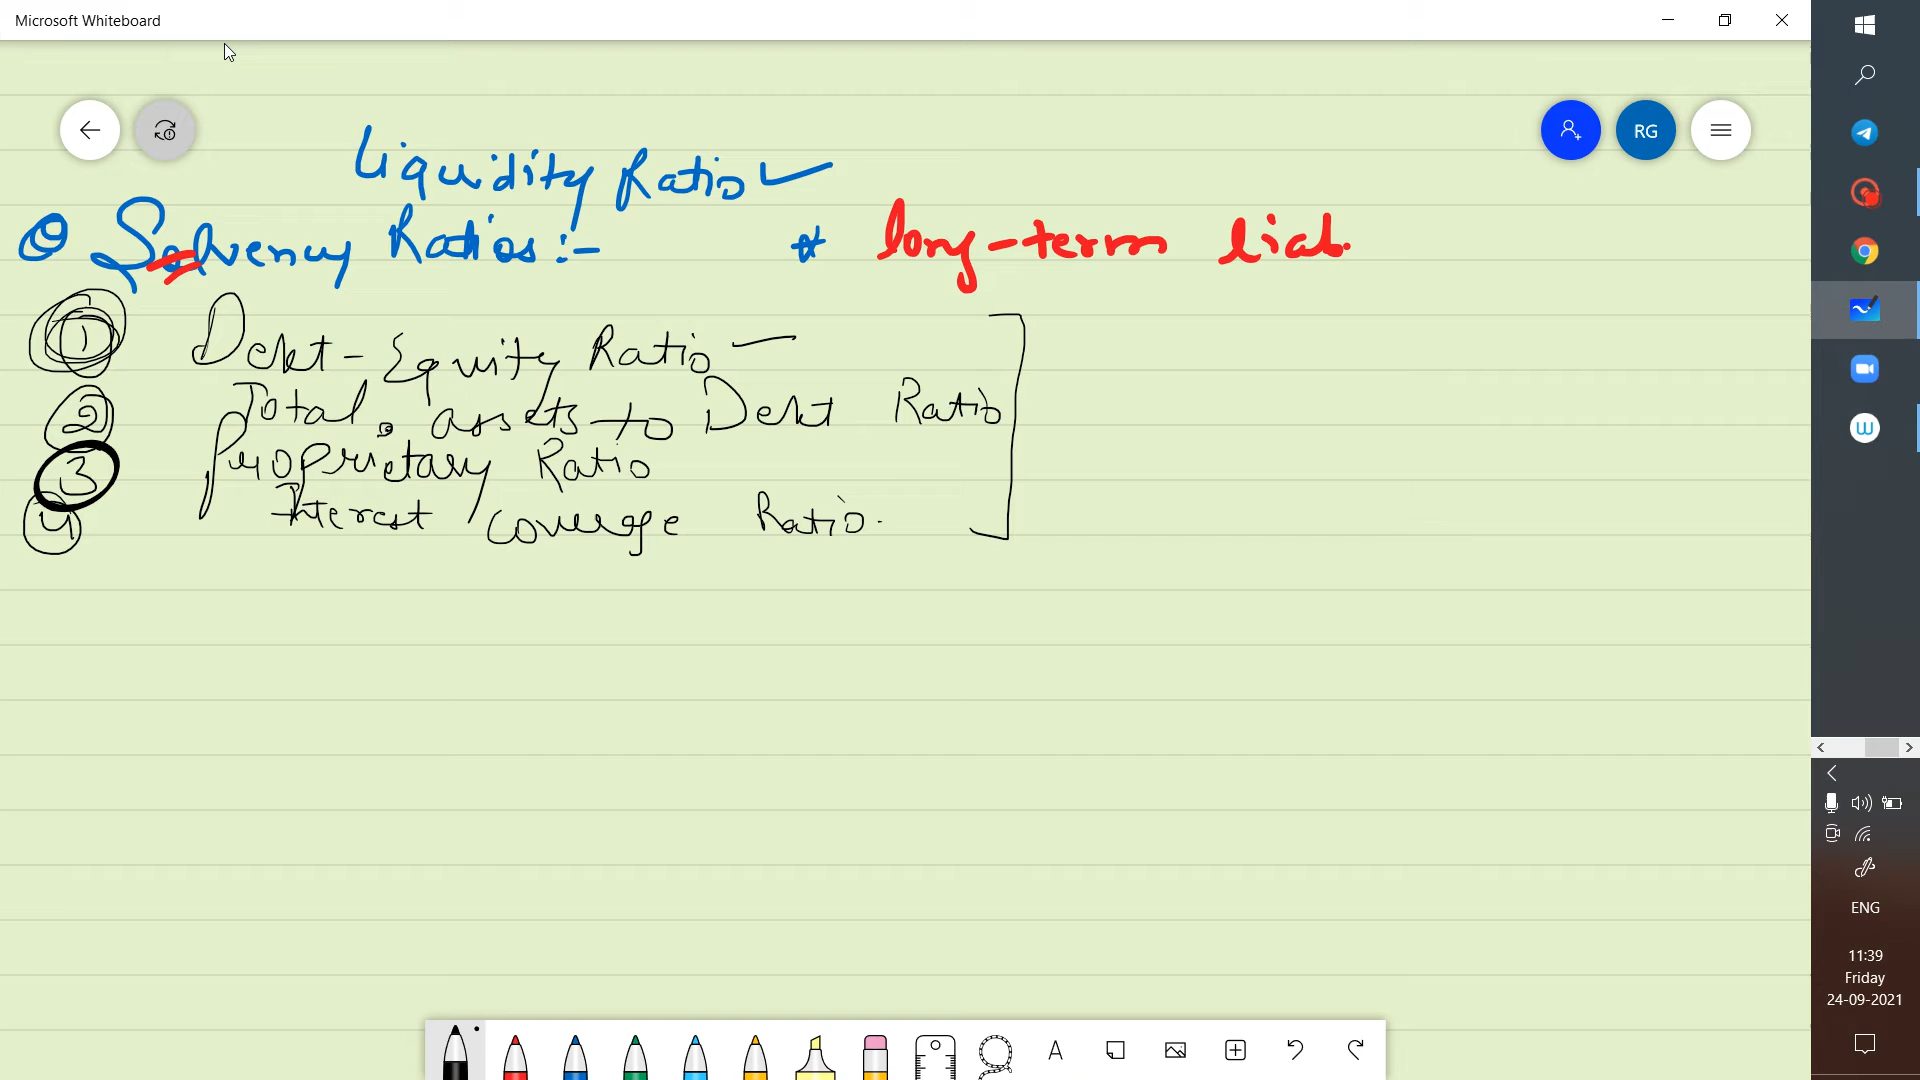 Microsoft Whiteboard
RG
Liquidity Ratio
Solvency Ratios:- * long-term liab.
① Debt-Equity Ratio
② Total assets to Debt Ratio
③ Proprietary Ratio
④ Interest Coverage Ratio.
ENG
11:39
Friday
24-09-2021